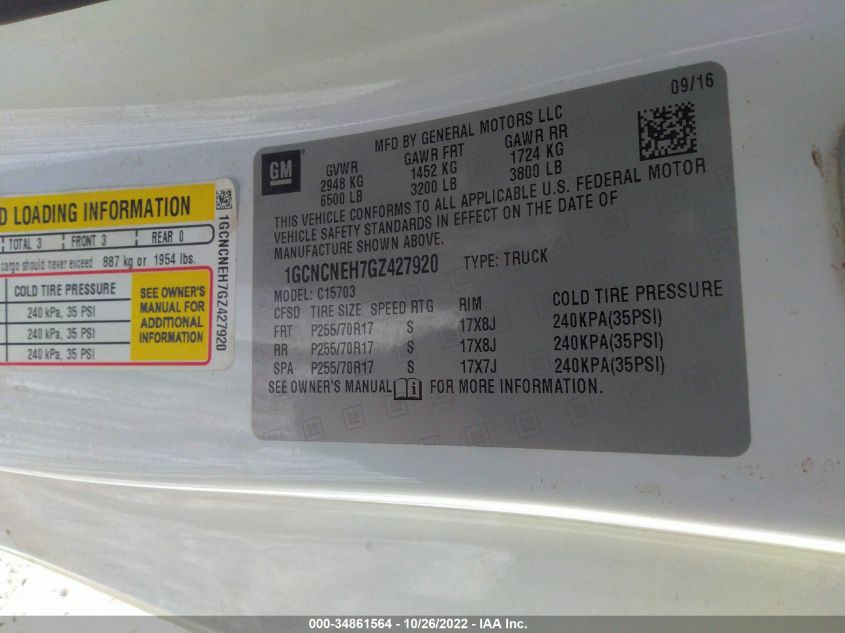 09/16
MFD BY GENERAL MOTORS LLC
GM
GVWR GAWR FRT GAWR RR
2948 KG 1452 KG 1724 KG
6500 LB 3200 LB 3800 LB
THIS VEHICLE CONFORMS TO ALL APPLICABLE U.S. FEDERAL MOTOR
VEHICLE SAFETY STANDARDS IN EFFECT ON THE DATE OF
MANUFACTURE SHOWN ABOVE.
1GCNCNEH7GZ427920 TYPE: TRUCK
MODEL: C15703
CFSD TIRE SIZE SPEED RTG RIM COLD TIRE PRESSURE
FRT P255/70R17 S 17X8J 240KPA(35PSI)
RR P255/70R17 S 17X8J 240KPA(35PSI)
SPA P255/70R17 S 17X7J 240KPA(35PSI)
SEE OWNER'S MANUAL FOR MORE INFORMATION.
D LOADING INFORMATION
TOTAL 3 FRONT 3 REAR 0
cargo should never exceed 887 kg or 1954 lbs.
COLD TIRE PRESSURE
240 kPa, 35 PSI
240 kPa, 35 PSI
240 kPa, 35 PSI
SEE OWNER'S
MANUAL FOR
ADDITIONAL
INFORMATION
1GCNCNEH7GZ427920
000-34861564 - 10/26/2022 - IAA Inc.